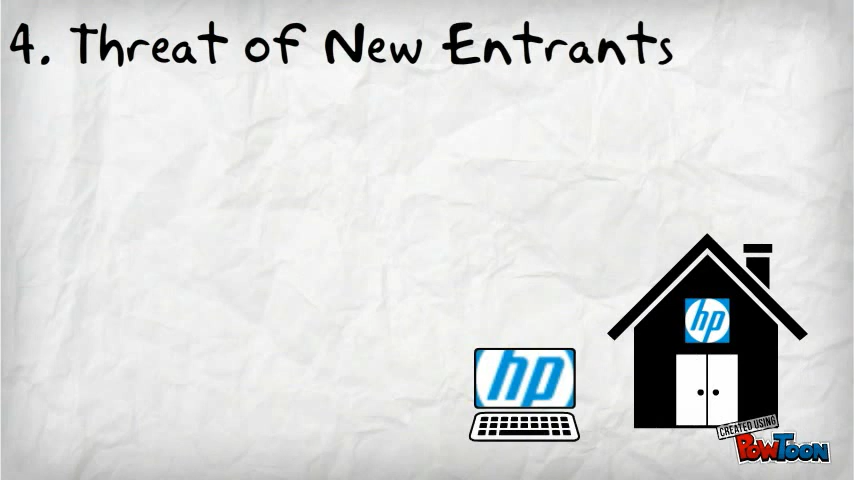 4. Threat of New Entrants
hp
hp
CREATED USING
POWTOON